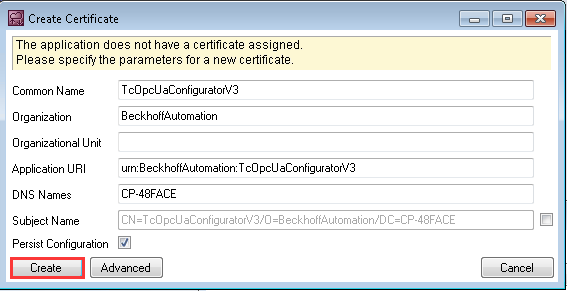 Create Certificate
The application does not have a certificate assigned.
Please specify the parameters for a new certificate.
Common Name TcOpcUaConfiguratorV3
Organization BeckhoffAutomation
Organizational Unit
Application URI urn:BeckhoffAutomation:TcOpcUaConfiguratorV3
DNS Names CP-48FACE
Subject Name CN=TcOpcUaConfiguratorV3/O=BeckhoffAutomation/DC=CP-48FACE
Persist Configuration
Create Advanced Cancel